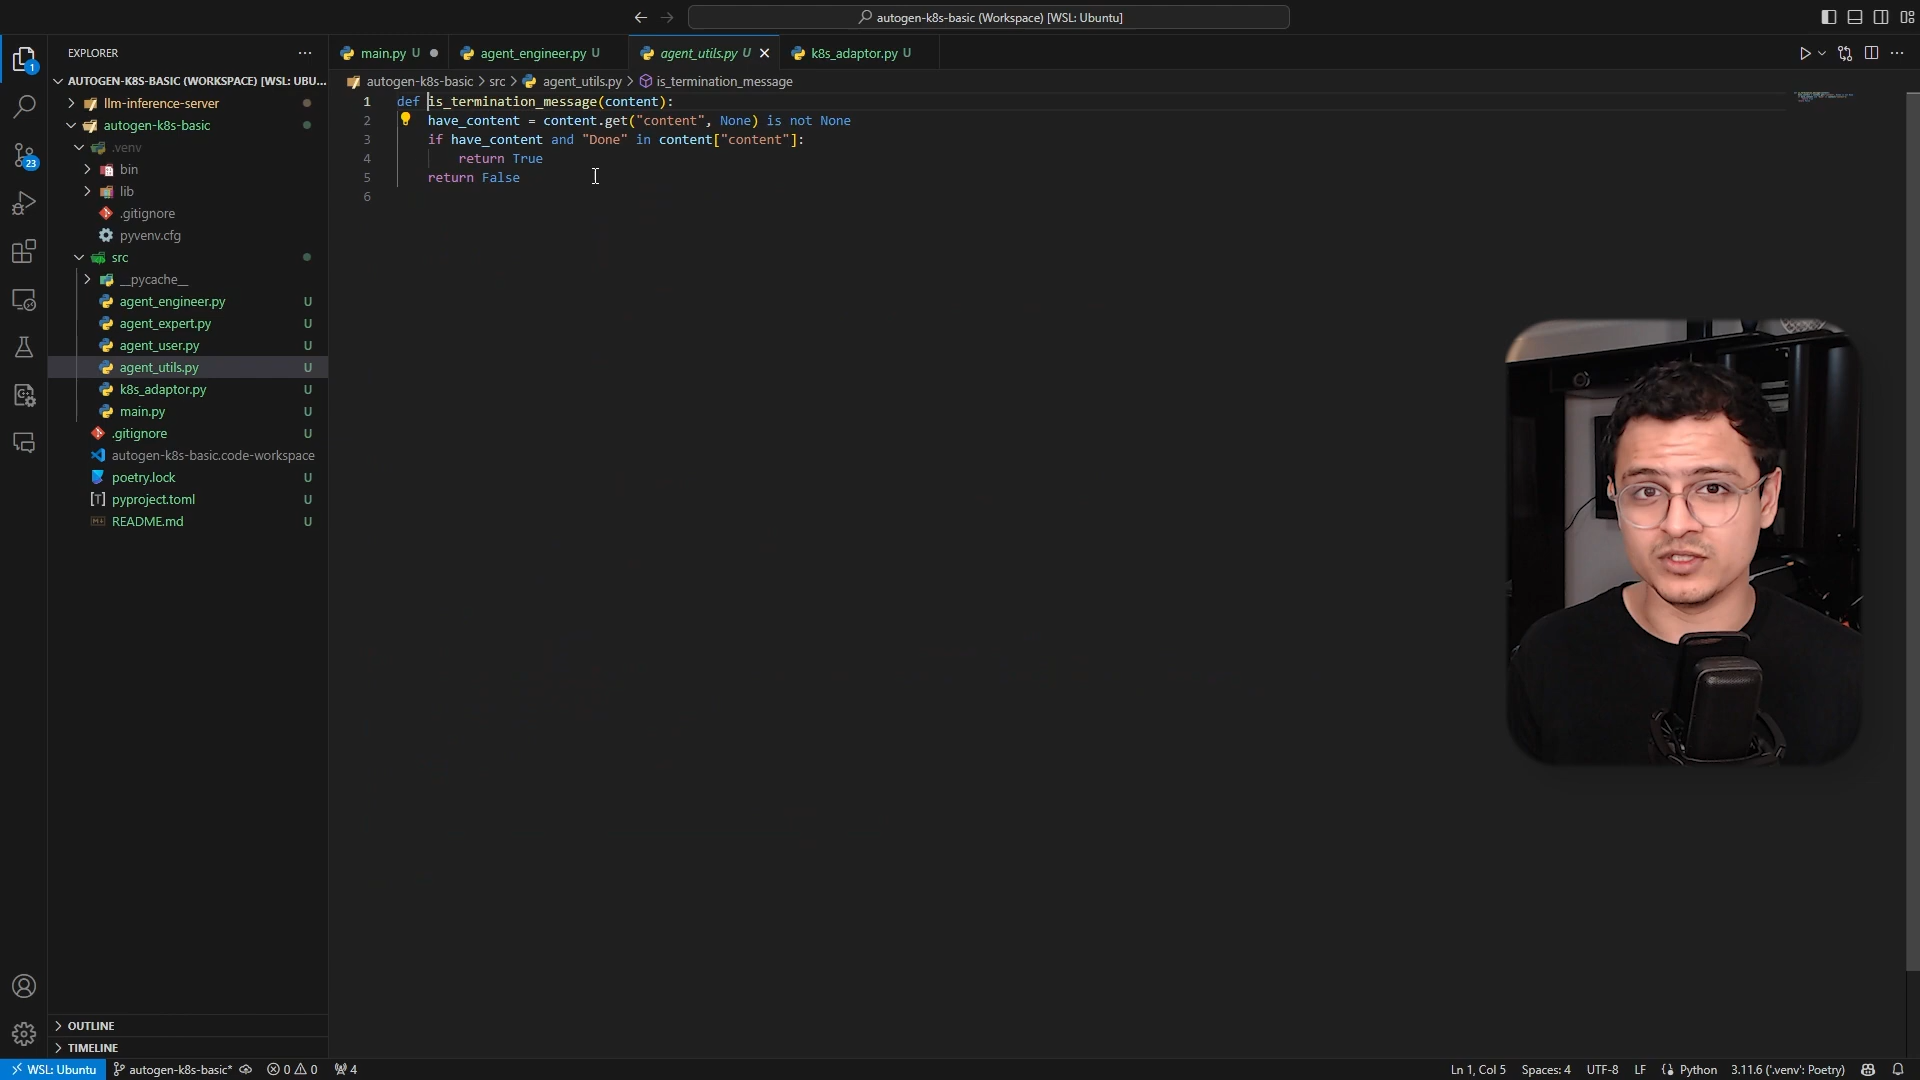 autogen-k8s-basic (Workspace) [WSL: Ubuntu]
EXPLORER
main.py U
agent_engineer.py U
agent_utils.py U
k8s_adaptor.py U
AUTOGEN-K8S-BASIC (WORKSPACE) [WSL: UBU...
autogen-k8s-basic > src > agent_utils.py > is_termination_message
llm-inference-server
autogen-k8s-basic
.venv
bin
lib
.gitignore
pyvenv.cfg
src
__pycache__
agent_engineer.py U
agent_expert.py U
agent_user.py U
agent_utils.py U
k8s_adaptor.py U
main.py U
.gitignore U
autogen-k8s-basic.code-workspace
poetry.lock U
pyproject.toml U
README.md U
1 def is_termination_message(content):
2 have_content = content.get("content", None) is not None
3 if have_content and "Done" in content["content"]:
4 return True
5 return False
6
1
23
OUTLINE
TIMELINE
WSL: Ubuntu autogen-k8s-basic* 0 0 4 Ln 1, Col 5 Spaces: 4 UTF-8 LF Python 3.11.6 ('.venv': Poetry)